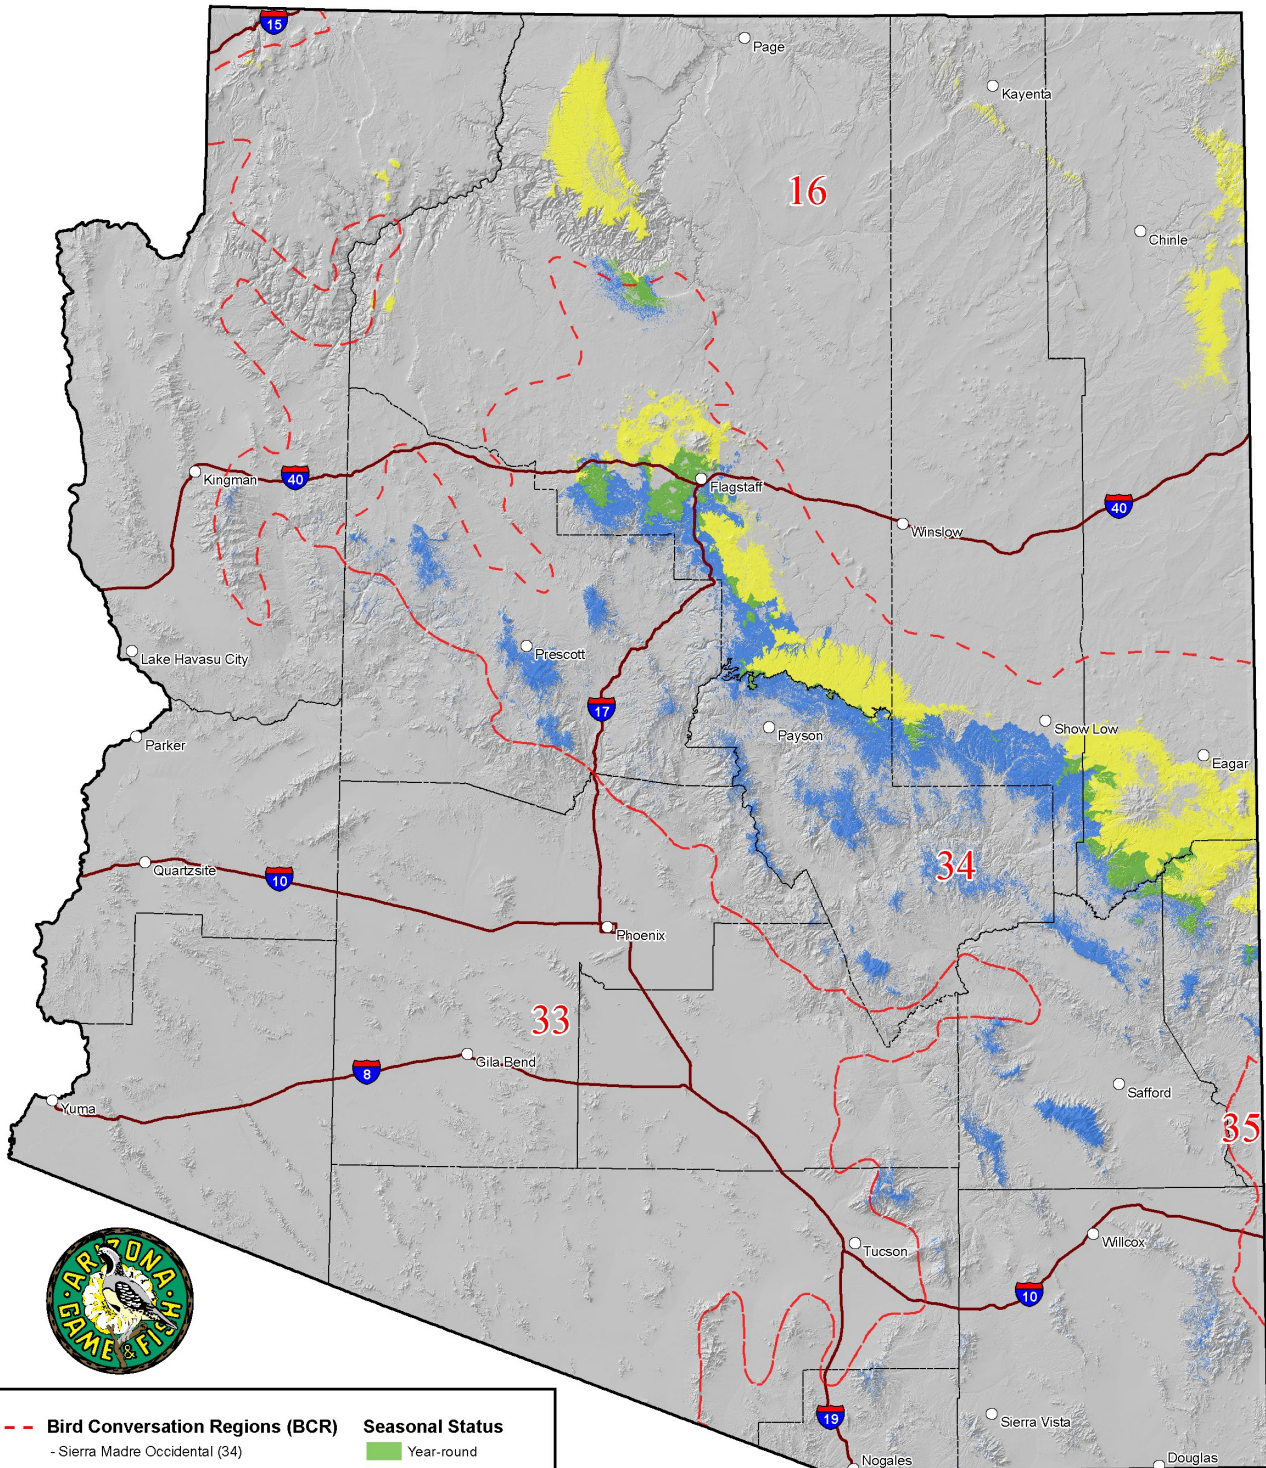 15
Page
Kayenta
16
Chinle
Kingman
40
Flagstaff
40
Winslow
Lake Havasu City
Prescott
17
Show Low
Parker
Payson
Eagar
Quartzsite
10
34
Phoenix
33
Gila Bend
8
Safford
Yuma
35
Tucson
Willcox
10
ARIZONA
GAME & FISH
19
Sierra Vista
Nogales
Douglas
Bird Conversation Regions (BCR) Seasonal Status
- Sierra Madre Occidental (34) Year-round